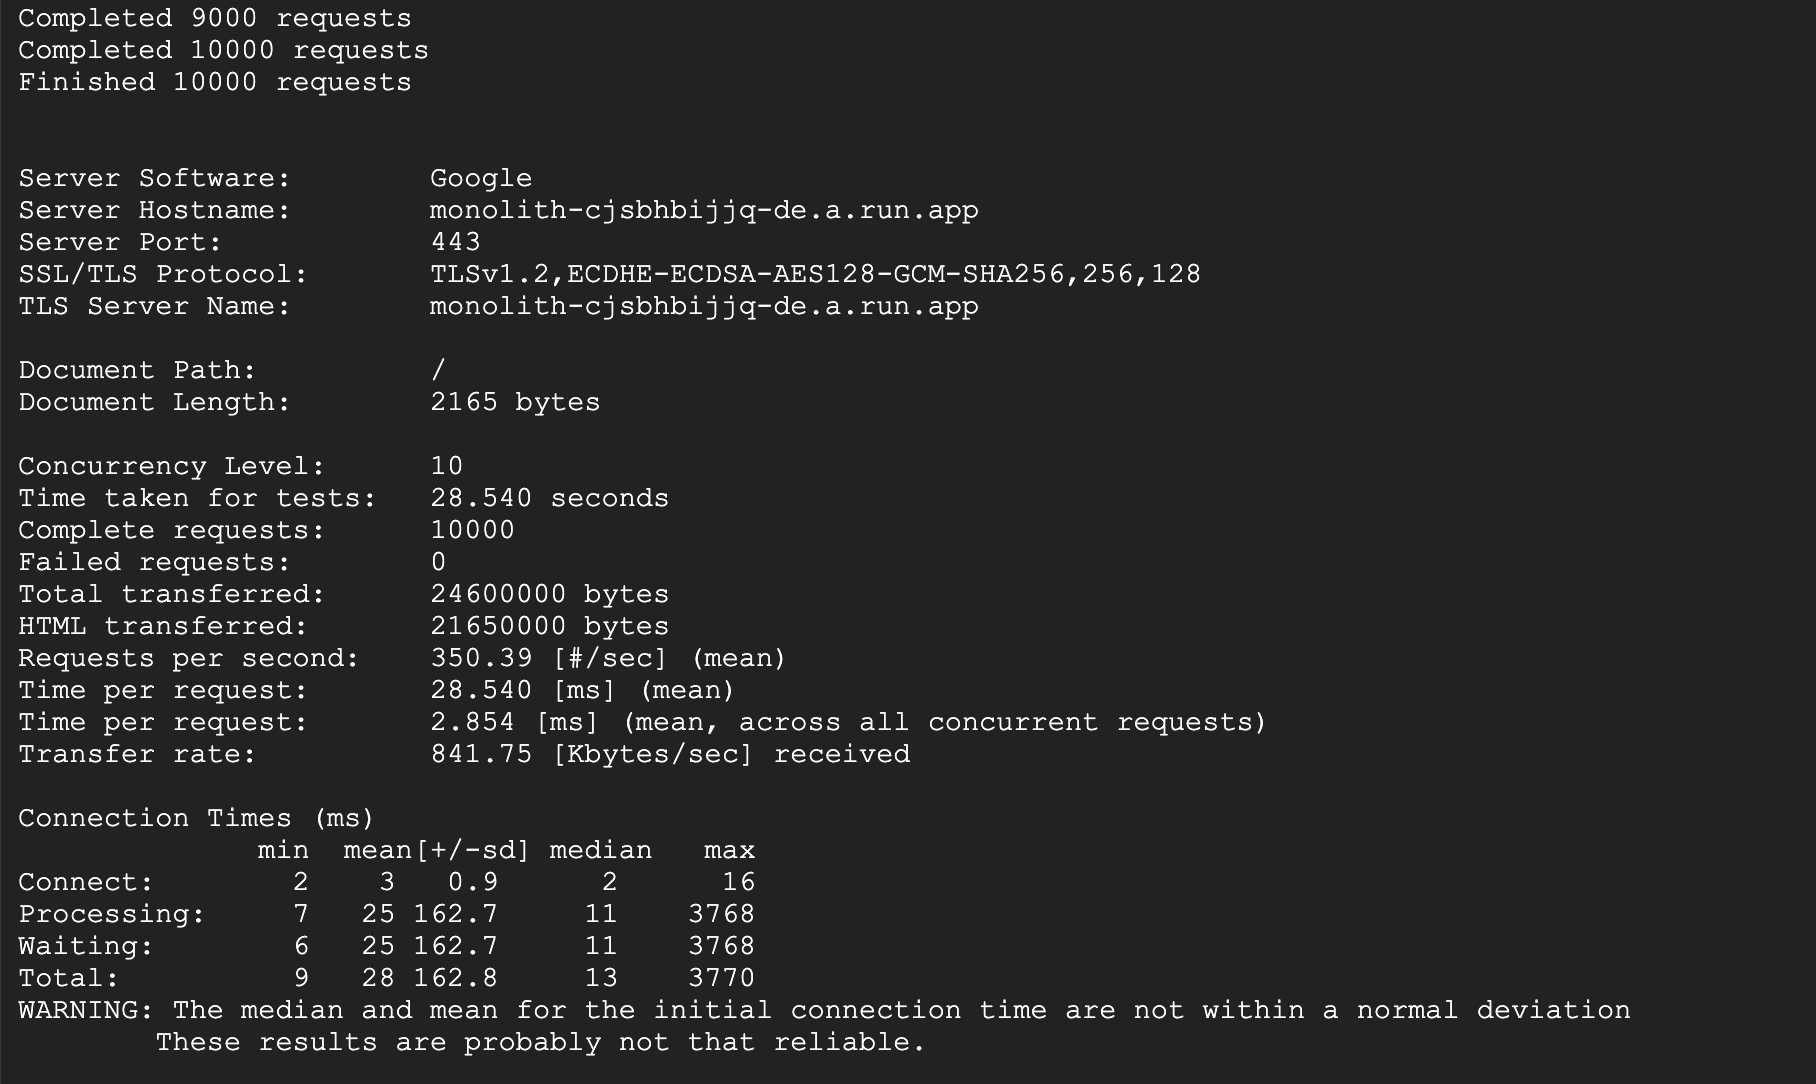 Completed 9000 requests
Completed 10000 requests
Finished 10000 requests
Server Software:        Google
Server Hostname:        monolith-cjsbhbijjq-de.a.run.app
Server Port:            443
SSL/TLS Protocol:       TLSv1.2,ECDHE-ECDSA-AES128-GCM-SHA256,256,128
TLS Server Name:        monolith-cjsbhbijjq-de.a.run.app
Document Path:          /
Document Length:        2165 bytes
Concurrency Level:      10
Time taken for tests:   28.540 seconds
Complete requests:      10000
Failed requests:        0
Total transferred:      24600000 bytes
HTML transferred:       21650000 bytes
Requests per second:    350.39 [#/sec] (mean)
Time per request:       28.540 [ms] (mean)
Time per request:       2.854 [ms] (mean, across all concurrent requests)
Transfer rate:          841.75 [Kbytes/sec] received
Connection Times (ms)
              min  mean[+/-sd] median   max
Connect:        2    3   0.9      2      16
Processing:     7   25 162.7     11    3768
Waiting:        6   25 162.7     11    3768
Total:          9   28 162.8     13    3770
WARNING: The median and mean for the initial connection time are not within a normal deviation
        These results are probably not that reliable.